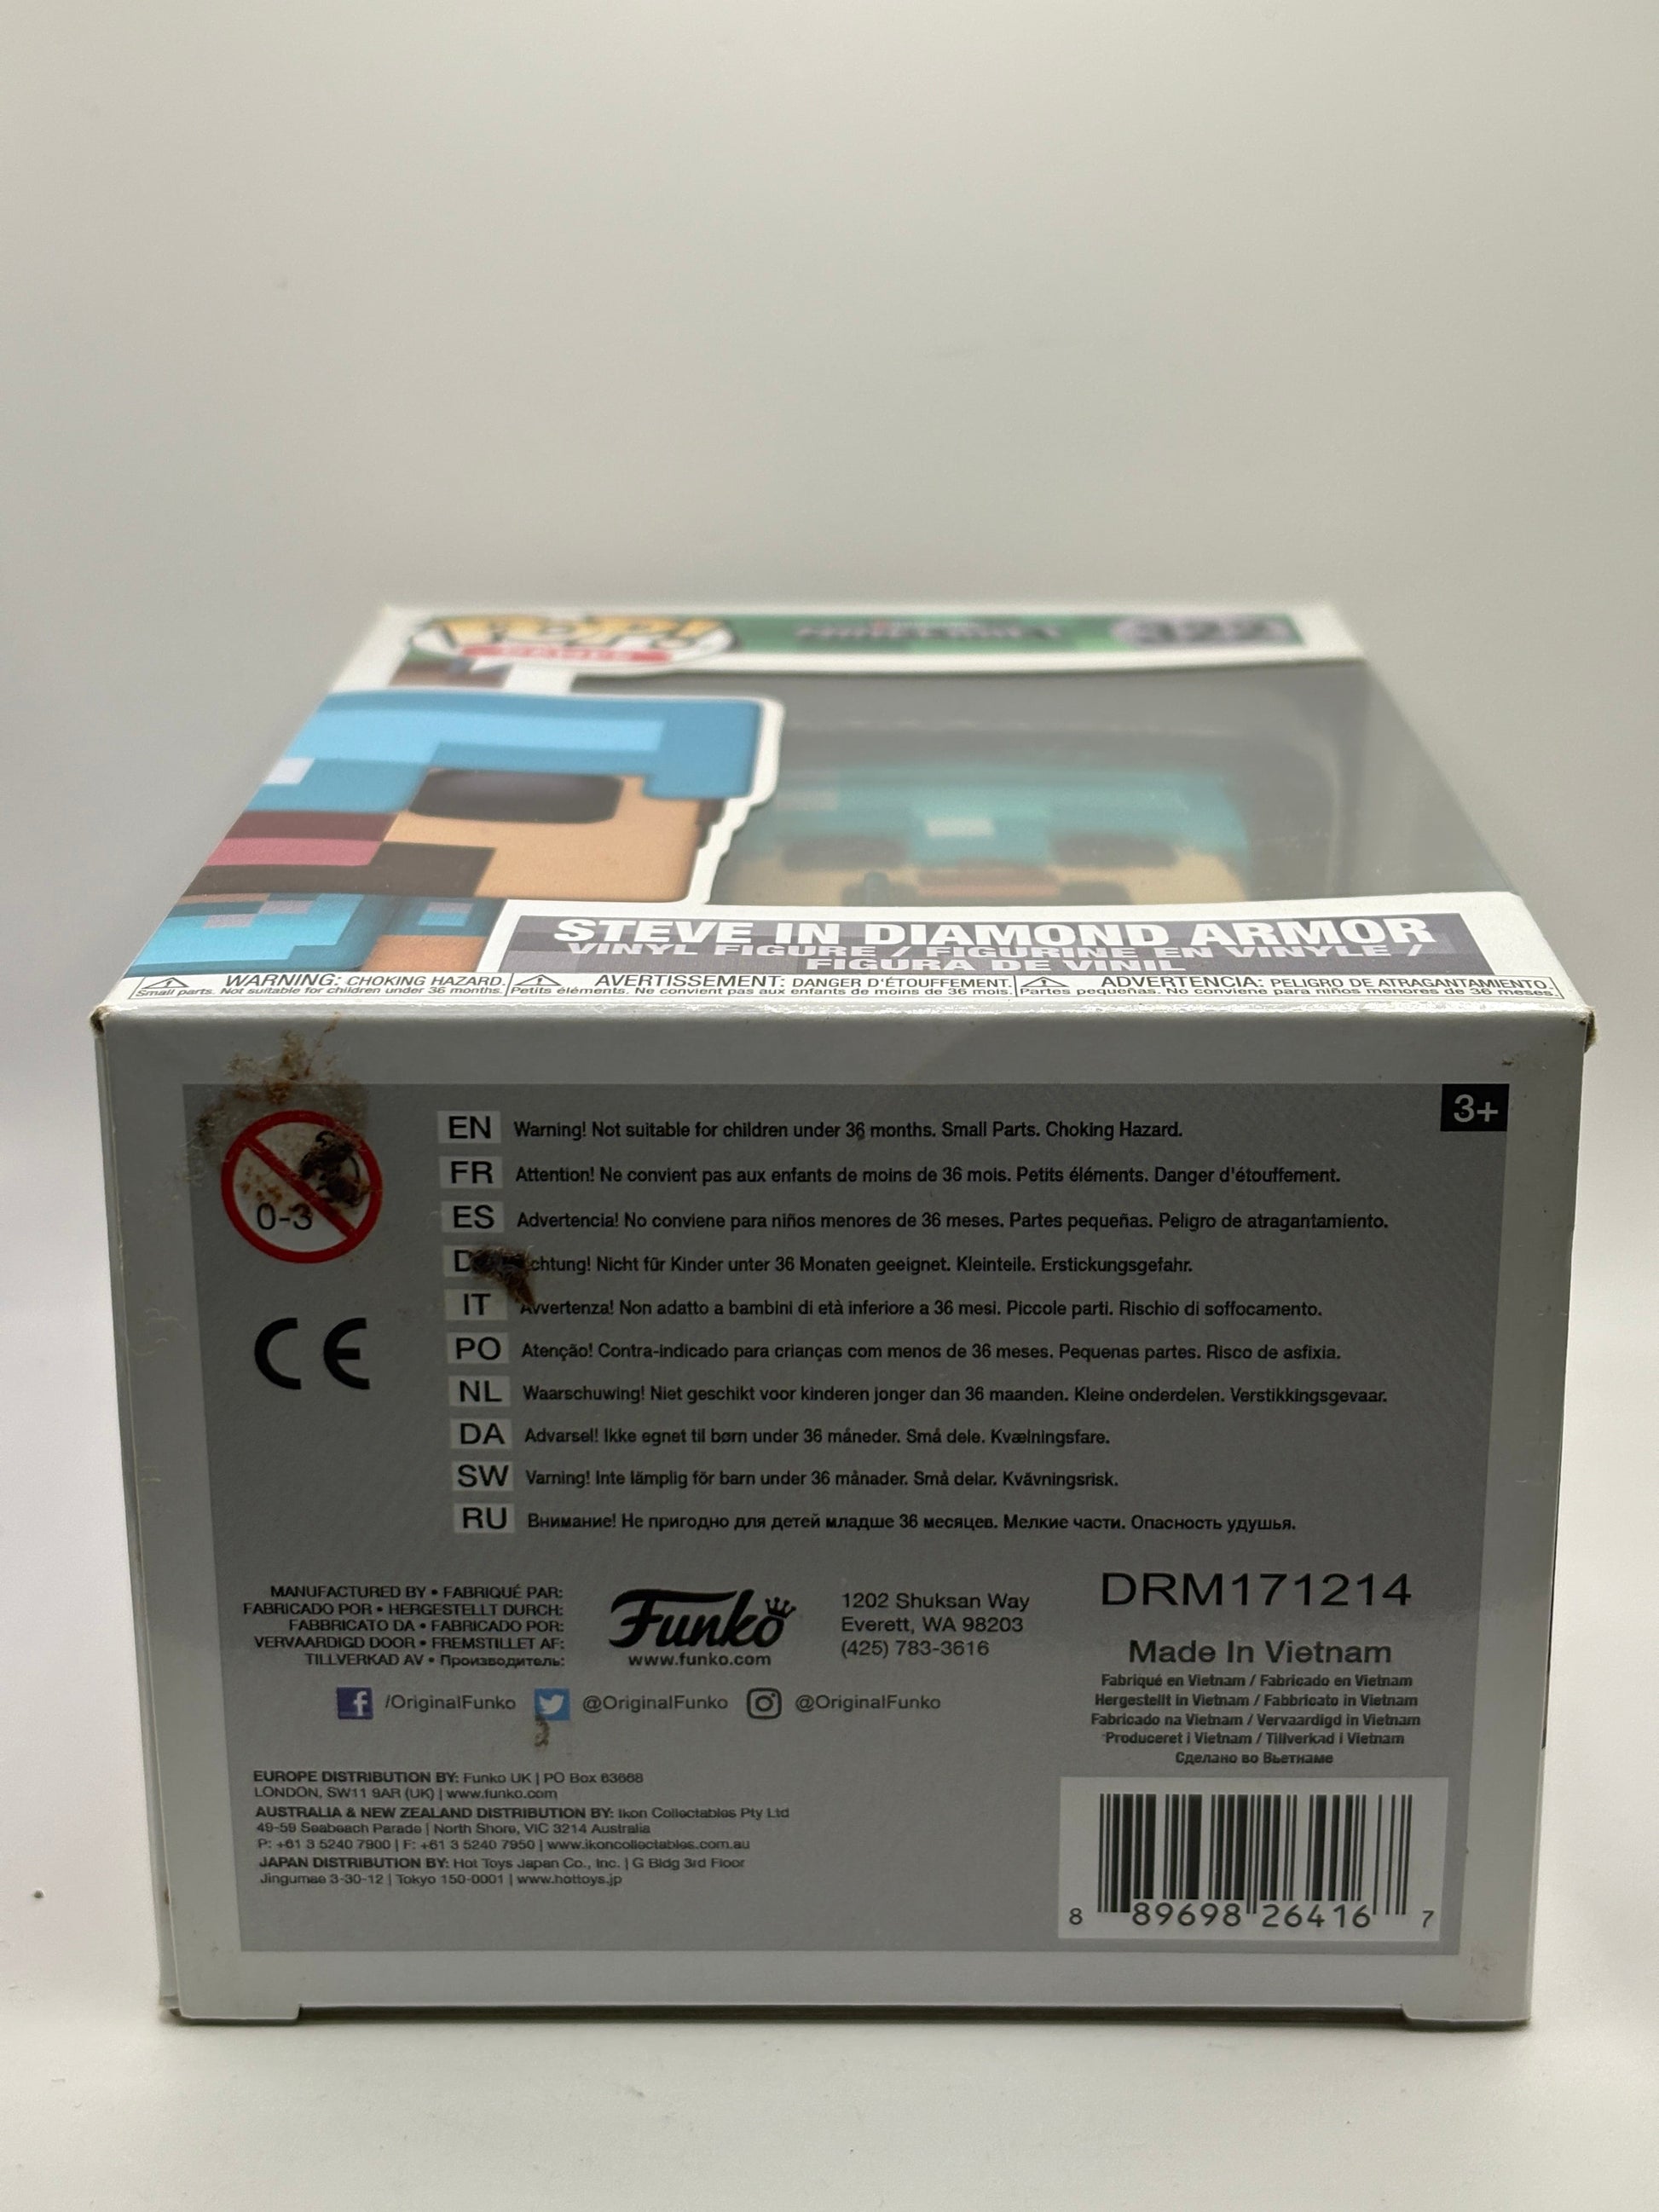 POP!
GAMES
MINECRAFT
322
STEVE IN DIAMOND ARMOR
VINYL FIGURE / FIGURINE EN VINYLE /
FIGURA DE VINIL
WARNING: CHOKING HAZARD.
Small parts. Not suitable for children under 36 months.
AVERTISSEMENT: DANGER D'ÉTOUFFEMENT.
Petits éléments. Ne convient pas aux enfants de moins de 36 mois.
ADVERTENCIA: PELIGRO DE ATRAGANTAMIENTO.
Partes pequeñas. No conviene para niños menores de 36 meses.
3+
0-3
EN Warning! Not suitable for children under 36 months. Small Parts. Choking Hazard.
FR Attention! Ne convient pas aux enfants de moins de 36 mois. Petits éléments. Danger d'étouffement.
ES Advertencia! No conviene para niños menores de 36 meses. Partes pequeñas. Peligro de atragantamiento.
Nicht für Kinder unter 36 Monaten geeignet. Kleinteile. Erstickungsgefahr.
IT Avvertenza! Non adatto a bambini di età inferiore a 36 mesi. Piccole parti. Rischio di soffocamento.
PO Atenção! Contra-indicado para crianças com menos de 36 meses. Pequenas partes. Risco de asfixia.
NL Waarschuwing! Niet geschikt voor kinderen jonger dan 36 maanden. Kleine onderdelen. Verstikkingsgevaar.
DA Advarsel! Ikke egnet til børn under 36 måneder. Små dele. Kvælningsfare.
SW Varning! Inte lämplig för barn under 36 månader. Små delar. Kvävningsrisk.
RU Внимание! Не пригодно для детей младше 36 месяцев. Мелкие части. Опасность удушья.
CE
MANUFACTURED BY • FABRIQUÉ PAR:
FABRICADO POR • HERGESTELLT DURCH:
FABBRICATO DA • FABRICADO POR:
VERVAARDIGD DOOR • FREMSTILLET AF:
TILLVERKAD AV • Производитель:
Funko
www.funko.com
1202 Shuksan Way
Everett, WA 98203
(425) 783-3616
/OriginalFunko @OriginalFunko @OriginalFunko
DRM171214
Made In Vietnam
Fabriqué en Vietnam / Fabricado en Vietnam
Hergestellt in Vietnam / Fabbricato in Vietnam
Fabricado na Vietnam / Vervaardigd in Vietnam
Produceret i Vietnam / Tillverkad i Vietnam
Сделано во Вьетнаме
EUROPE DISTRIBUTION BY: Funko UK | PO Box 63668
LONDON, SW11 9AR (UK) | www.funko.com
AUSTRALIA & NEW ZEALAND DISTRIBUTION BY: Ikon Collectables Pty Ltd
49-59 Seabeach Parade | North Shore, VIC 3214 Australia
P: +61 3 5240 7900 | F: +61 3 5240 7950 | www.ikoncollectables.com.au
JAPAN DISTRIBUTION BY: Hot Toys Japan Co., Inc. | G Bldg 3rd Floor
Jingumae 3-30-12 | Tokyo 150-0001 | www.hottoys.jp
8 89698 26416 7